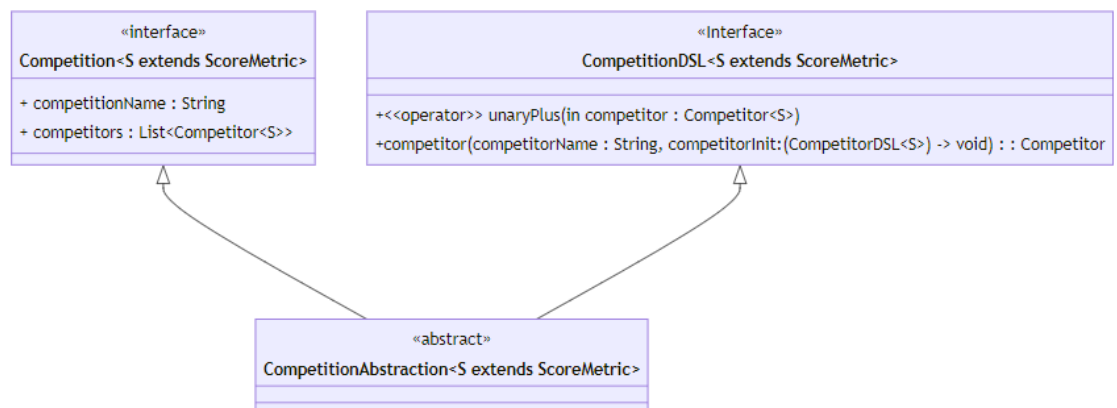 «interface»
Competition<S extends ScoreMetric>
+ competitionName : String
+ competitors : List<Competitor<S>>
«Interface»
CompetitionDSL<S extends ScoreMetric>
+<<operator>> unaryPlus(in competitor : Competitor<S>)
+competitor(competitorName : String, competitorInit:(CompetitorDSL<S>) -> void) : : Competitor
«abstract»
CompetitionAbstraction<S extends ScoreMetric>